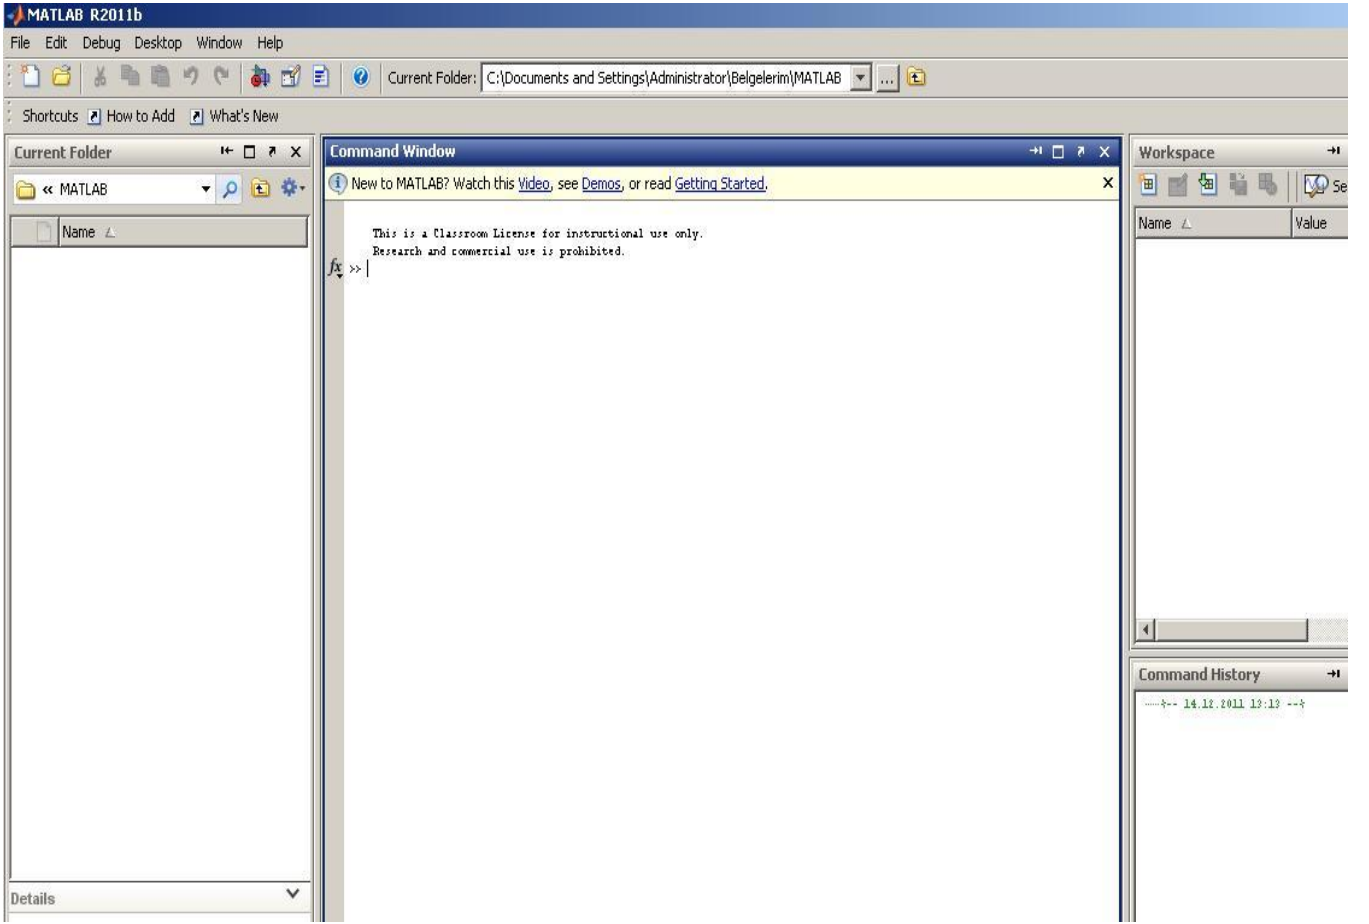 MATLAB R2011b
File Edit Debug Desktop Window Help
Current Folder: C:\Documents and Settings\Administrator\Belgelerim\MATLAB ...
Shortcuts How to Add What's New
Current Folder
« MATLAB
Name
Details
Command Window
New to MATLAB? Watch this Video, see Demos, or read Getting Started.
This is a Classroom License for instructional use only.
Research and commercial use is prohibited.
fx >>
Workspace
Se
Name Value
Command History
%-- 14.12.2011 13:13 --%